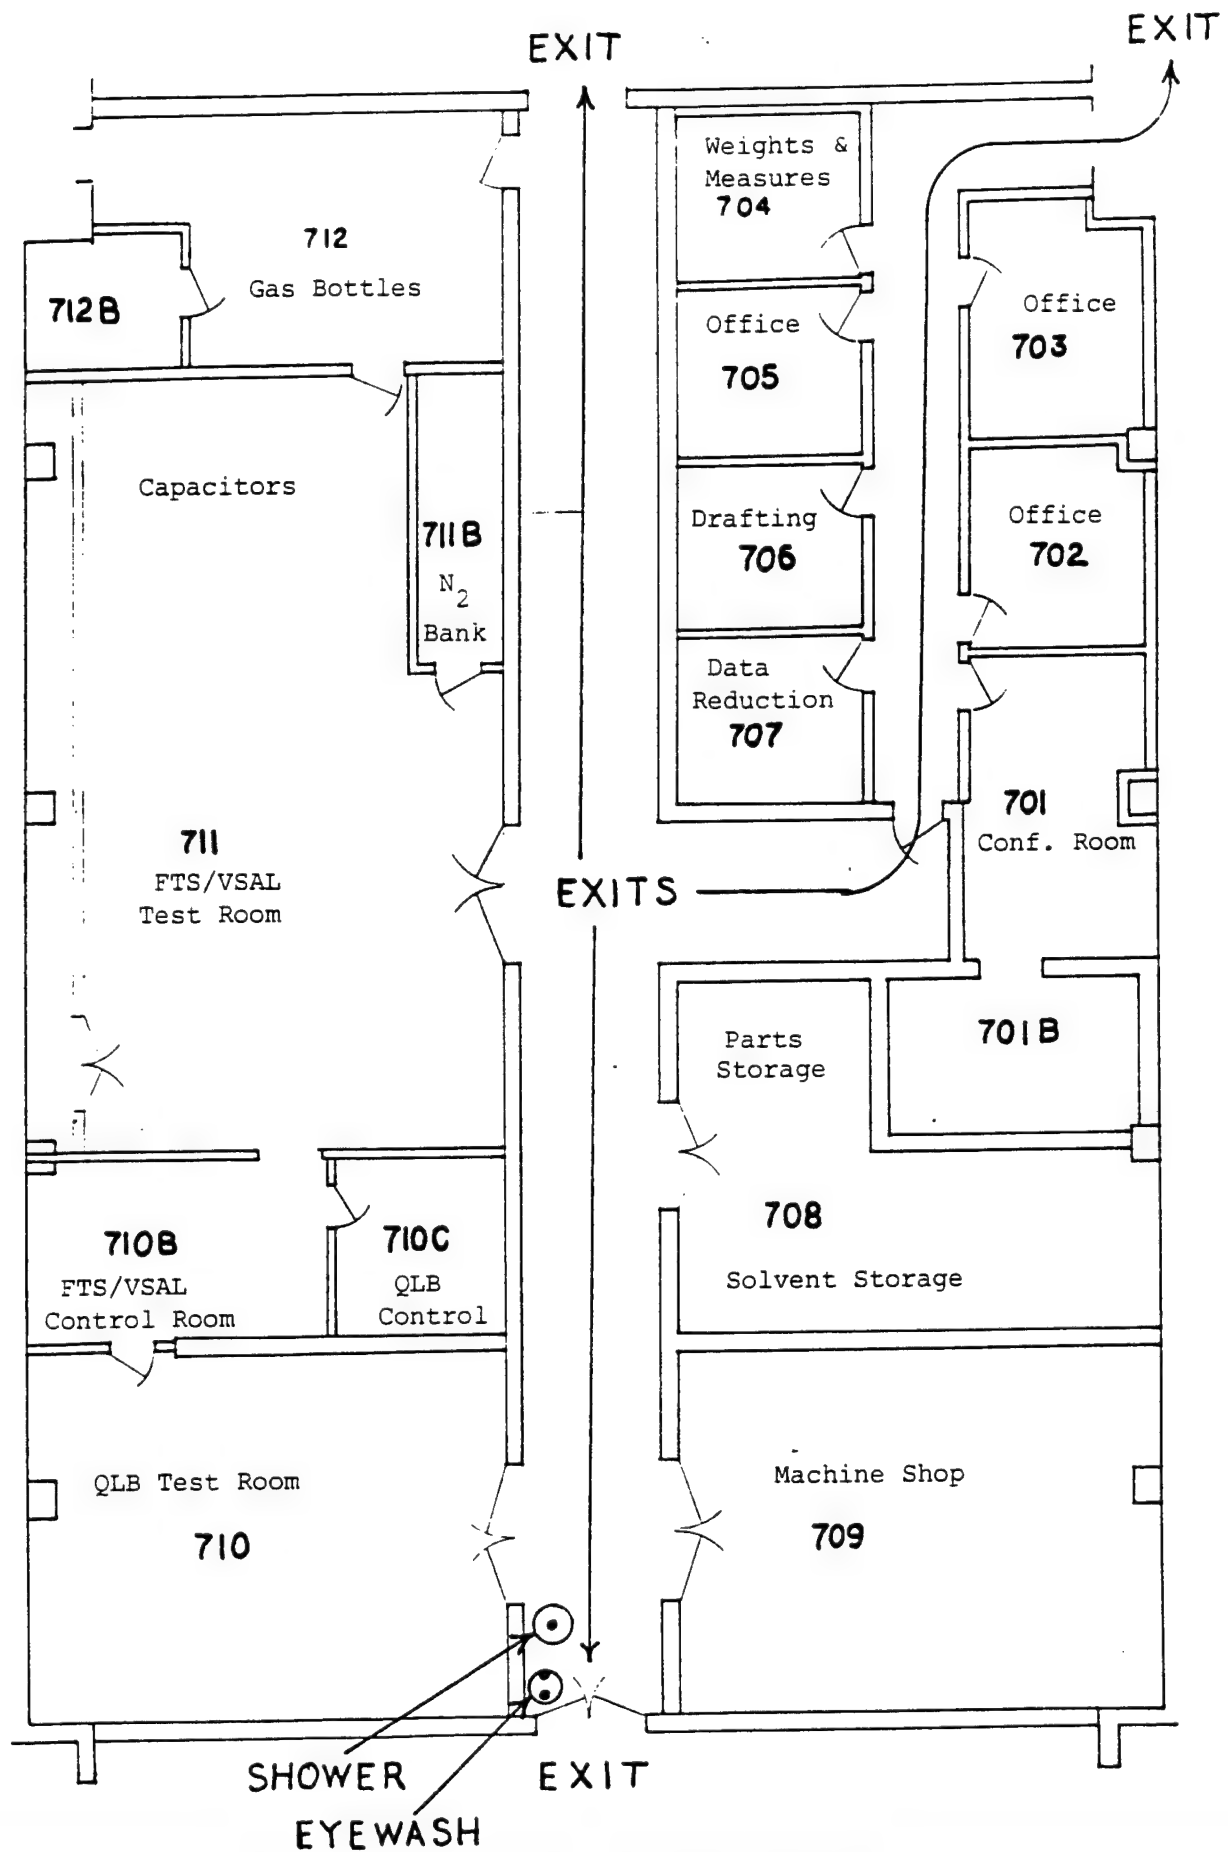 EXIT
EXIT
Weights &
Measures
704
712
Gas Bottles
712B
Office
703
Office
705
Capacitors
711B
N2
Bank
Drafting
706
Office
702
Data
Reduction
707
701
Conf. Room
711
FTS/VSAL
Test Room
EXITS
Parts
Storage
701B
710B
FTS/VSAL
Control Room
710C
QLB
Control
708
Solvent Storage
QLB Test Room
710
Machine Shop
709
SHOWER
EXIT
EYEWASH